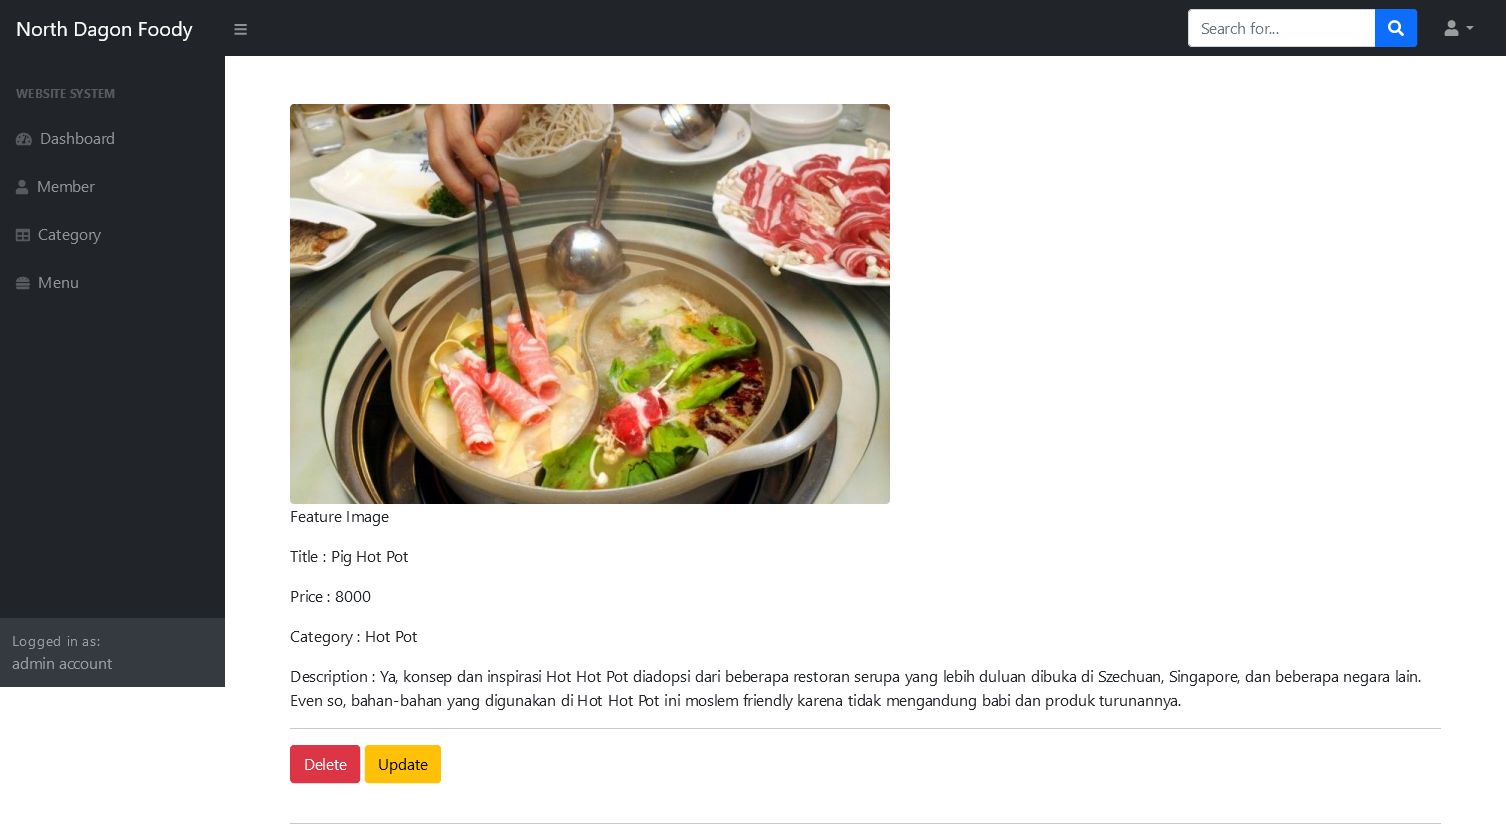 North Dagon Foody
Search for...
WEBSITE SYSTEM
Dashboard
Member
Category
Menu
Logged in as:
admin account
Feature Image
Title : Pig Hot Pot
Price : 8000
Category : Hot Pot
Description : Ya, konsep dan inspirasi Hot Hot Pot diadopsi dari beberapa restoran serupa yang lebih duluan dibuka di Szechuan, Singapore, dan beberapa negara lain.
Even so, bahan-bahan yang digunakan di Hot Hot Pot ini moslem friendly karena tidak mengandung babi dan produk turunannya.
Delete
Update